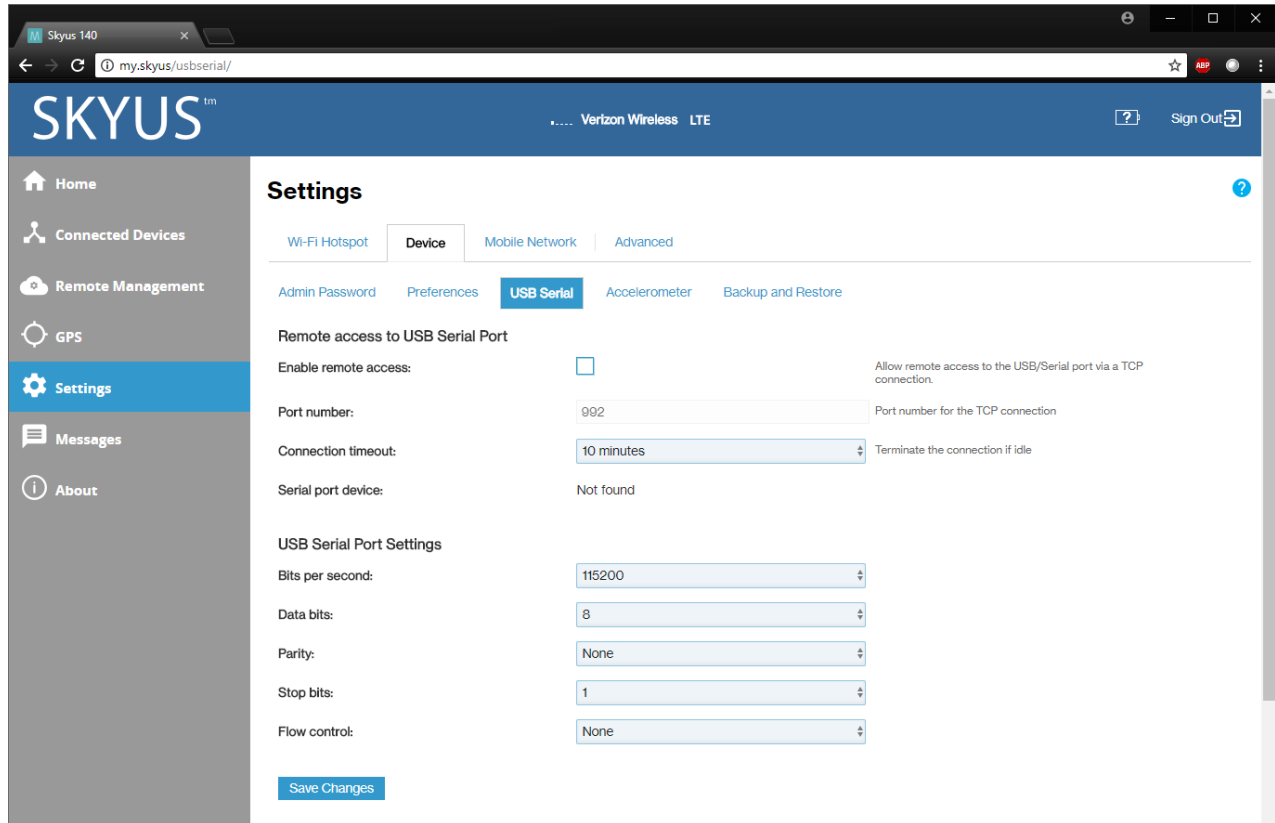 Skyus 140
my.skyus/usbserial/
ABP
SKYUS™
Verizon Wireless LTE
?
Sign Out
Home
Connected Devices
Remote Management
GPS
Settings
Messages
About
Settings
?
Wi-Fi Hotspot Device Mobile Network Advanced
Admin Password Preferences USB Serial Accelerometer Backup and Restore
Remote access to USB Serial Port
Enable remote access:
Allow remote access to the USB/Serial port via a TCP
connection.
Port number: 992 Port number for the TCP connection
Connection timeout: 10 minutes Terminate the connection if idle
Serial port device: Not found
USB Serial Port Settings
Bits per second: 115200
Data bits: 8
Parity: None
Stop bits: 1
Flow control: None
Save Changes